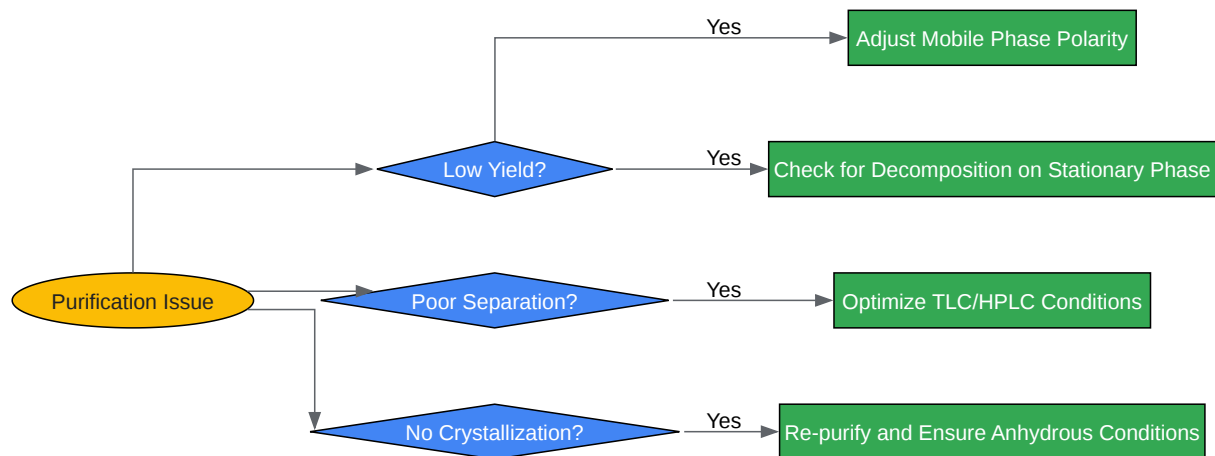 Yes
Adjust Mobile Phase Polarity
Low Yield?
Yes
Check for Decomposition on Stationary Phase
Purification Issue
Poor Separation?
Yes
Optimize TLC/HPLC Conditions
No Crystallization?
Yes
Re-purify and Ensure Anhydrous Conditions